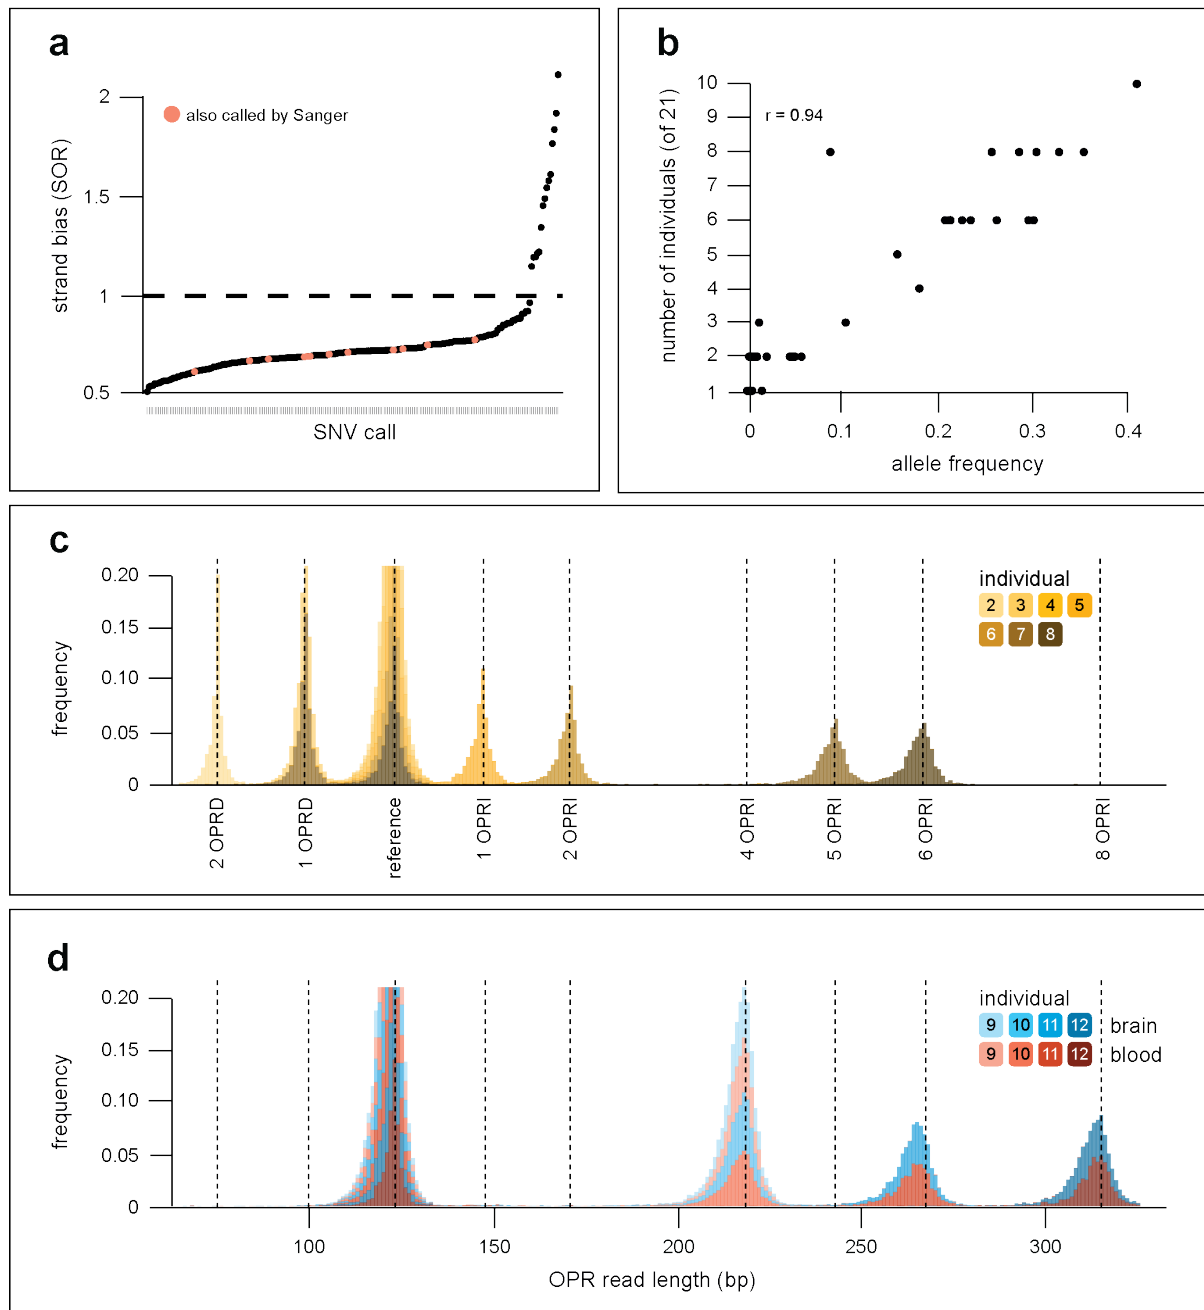 a
2
1.5
1
0.5
strand bias (SOR)
also called by Sanger
SNV call
b
10
9
8
7
6
5
4
3
2
1
number of individuals (of 21)
r = 0.94
0
0.1
0.2
0.3
0.4
allele frequency
c
0.20
0.15
0.10
0.05
0
frequency
individual
2 3 4 5
6 7 8
2 OPRD
1 OPRD
reference
1 OPRI
2 OPRI
4 OPRI
5 OPRI
6 OPRI
8 OPRI
d
0.20
0.15
0.10
0.05
0
frequency
individual
9 10 11 12 brain
9 10 11 12 blood
100
150
200
250
300
OPR read length (bp)